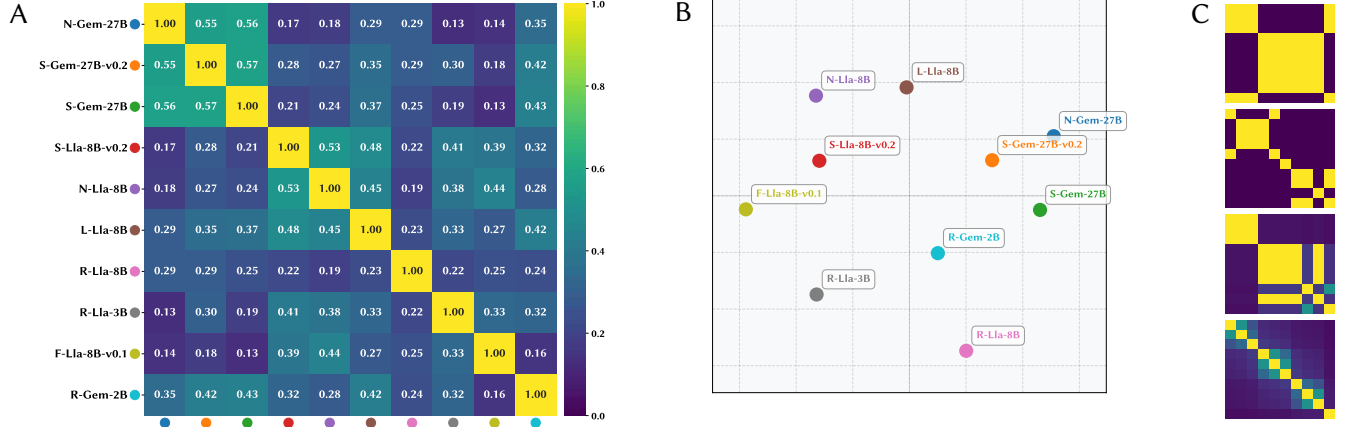 A
N-Gem-27B 1.00 0.55 0.56 0.17 0.18 0.29 0.29 0.13 0.14 0.35
S-Gem-27B-v0.2 0.55 1.00 0.57 0.28 0.27 0.35 0.29 0.30 0.18 0.42
S-Gem-27B 0.56 0.57 1.00 0.21 0.24 0.37 0.25 0.19 0.13 0.43
S-Lla-8B-v0.2 0.17 0.28 0.21 1.00 0.53 0.48 0.22 0.41 0.39 0.32
N-Lla-8B 0.18 0.27 0.24 0.53 1.00 0.45 0.19 0.38 0.44 0.28
L-Lla-8B 0.29 0.35 0.37 0.48 0.45 1.00 0.23 0.33 0.27 0.42
R-Lla-8B 0.29 0.29 0.25 0.22 0.19 0.23 1.00 0.22 0.25 0.24
R-Lla-3B 0.13 0.30 0.19 0.41 0.38 0.33 0.22 1.00 0.33 0.32
F-Lla-8B-v0.1 0.14 0.18 0.13 0.39 0.44 0.27 0.25 0.33 1.00 0.16
R-Gem-2B 0.35 0.42 0.43 0.32 0.28 0.42 0.24 0.32 0.16 1.00
1.0
0.8
0.6
0.4
0.2
0.0
B
L-Lla-8B
N-Lla-8B
N-Gem-27B
S-Lla-8B-v0.2
S-Gem-27B-v0.2
F-Lla-8B-v0.1
S-Gem-27B
R-Gem-2B
R-Lla-3B
R-Lla-8B
C